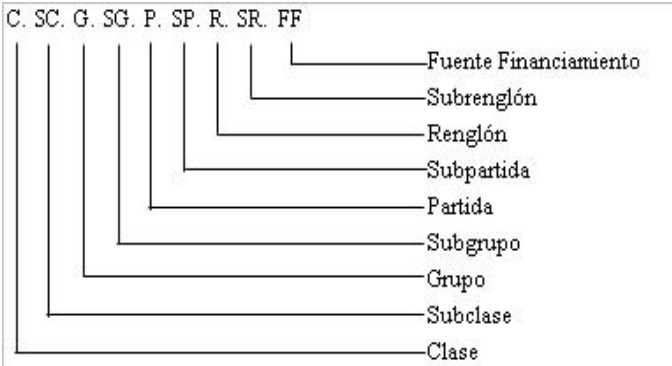 C. SC. G. SG. P. SP. R. SR. FF
Fuente Financiamiento
Subrenglón
Renglón
Subpartida
Partida
Subgrupo
Grupo
Subclase
Clase